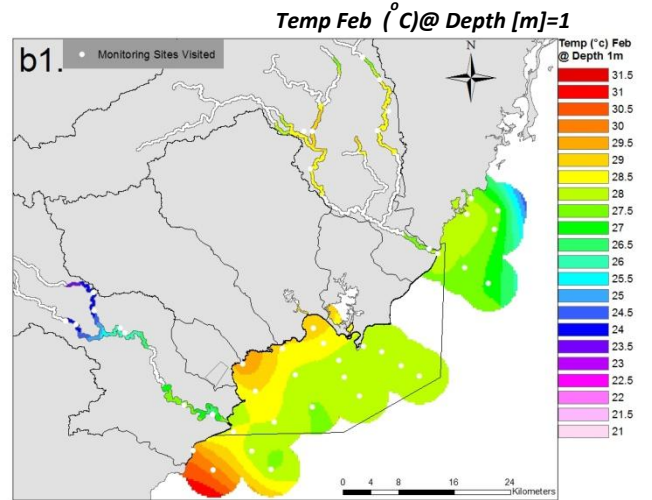 Temp Feb (°C)@ Depth [m]=1
b1.
Monitoring Sites Visited
N
Temp (°c) Feb
@ Depth 1m
31.5
31
30.5
30
29.5
29
28.5
28
27.5
27
26.5
26
25.5
25
24.5
24
23.5
23
22.5
22
21.5
21
0 4 8 16 24
Kilometers